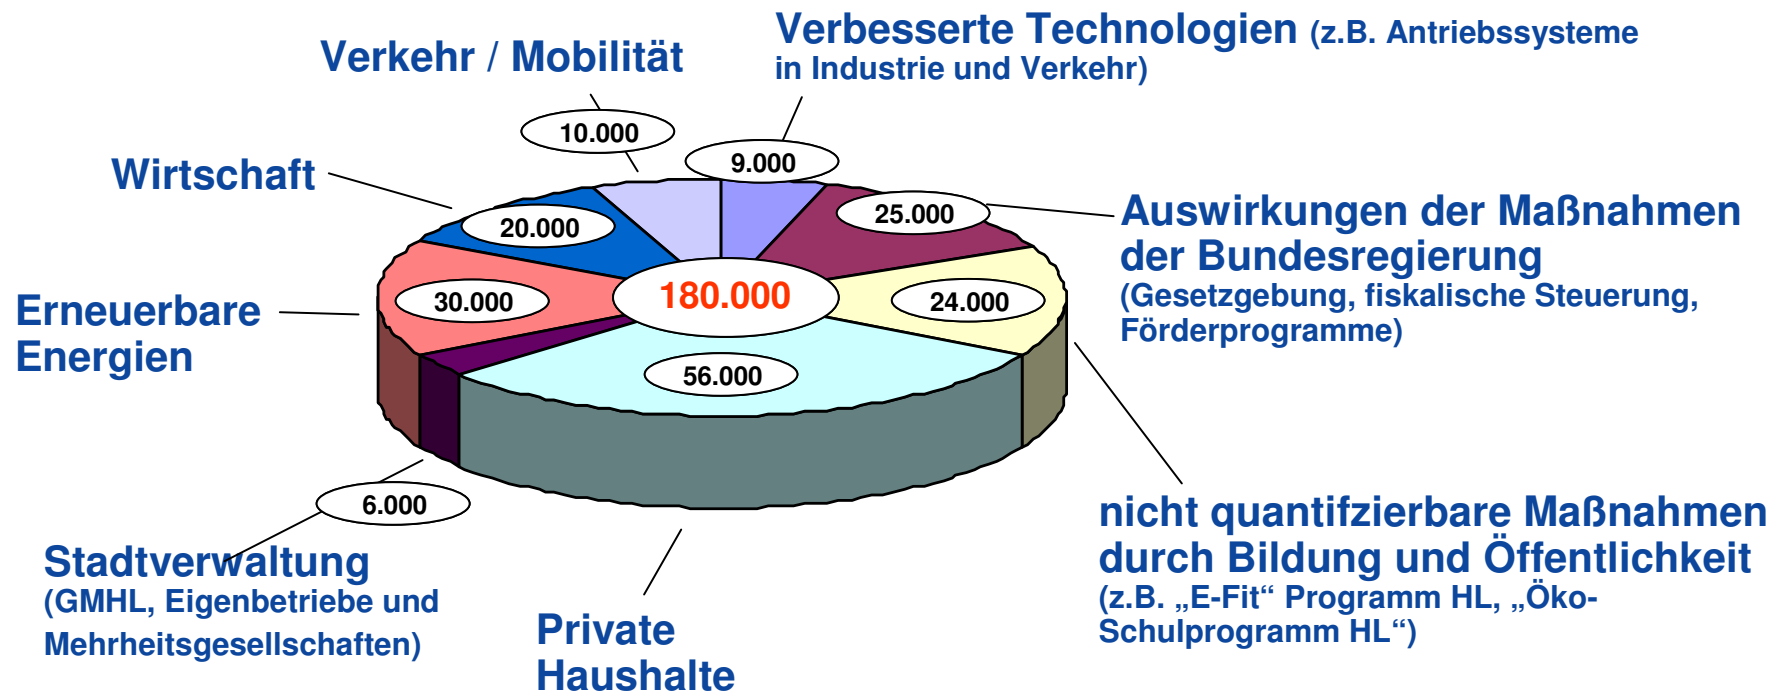 Verbesserte Technologien (z.B. Antriebssysteme
in Industrie und Verkehr)
Verkehr / Mobilität
10.000
9.000
Wirtschaft
20.000
25.000
Auswirkungen der Maßnahmen
der Bundesregierung
(Gesetzgebung, fiskalische Steuerung,
Förderprogramme)
Erneuerbare
Energien
30.000
180.000
24.000
56.000
6.000
Stadtverwaltung
(GMHL, Eigenbetriebe und
Mehrheitsgesellschaften)
Private
Haushalte
nicht quantifzierbare Maßnahmen
durch Bildung und Öffentlichkeit
(z.B. „E-Fit“ Programm HL, „Öko-
Schulprogramm HL“)